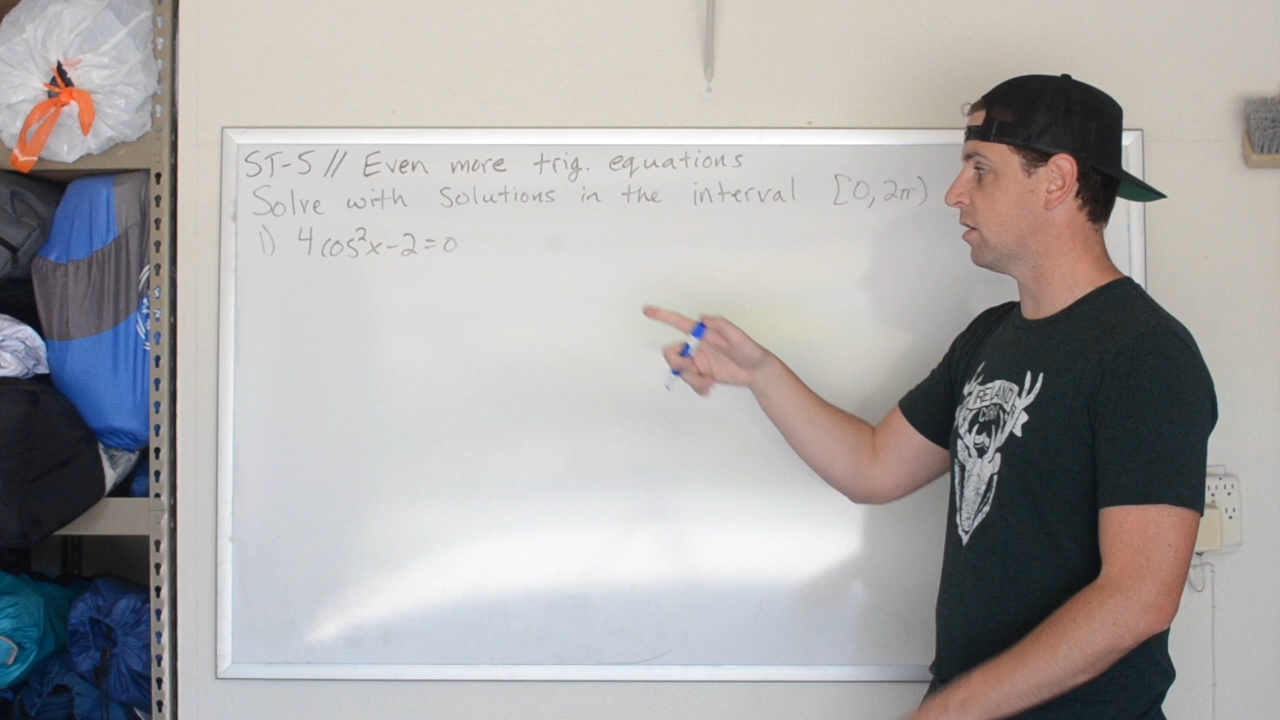 ST-5 // Even more trig. equations
Solve with Solutions in the interval [0, 2π)
1) 4cos²x-2=0